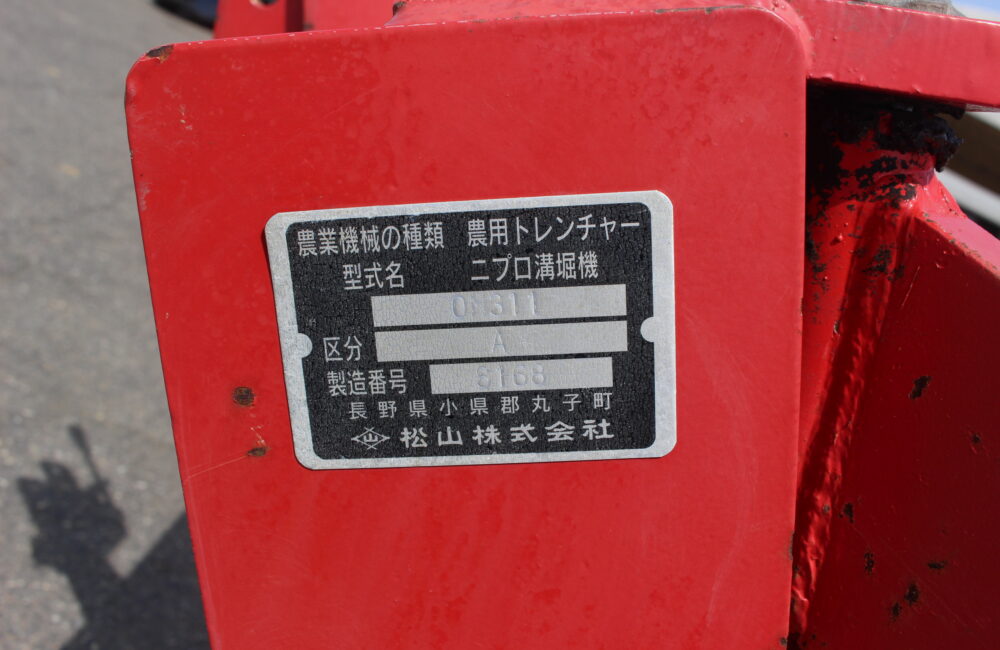 農業機械の種類 農用トレンチャー
型式名 ニプロ溝堀機
OM311
区分 A
製造番号 8168
長野県小県郡丸子町
山 松山株式会社